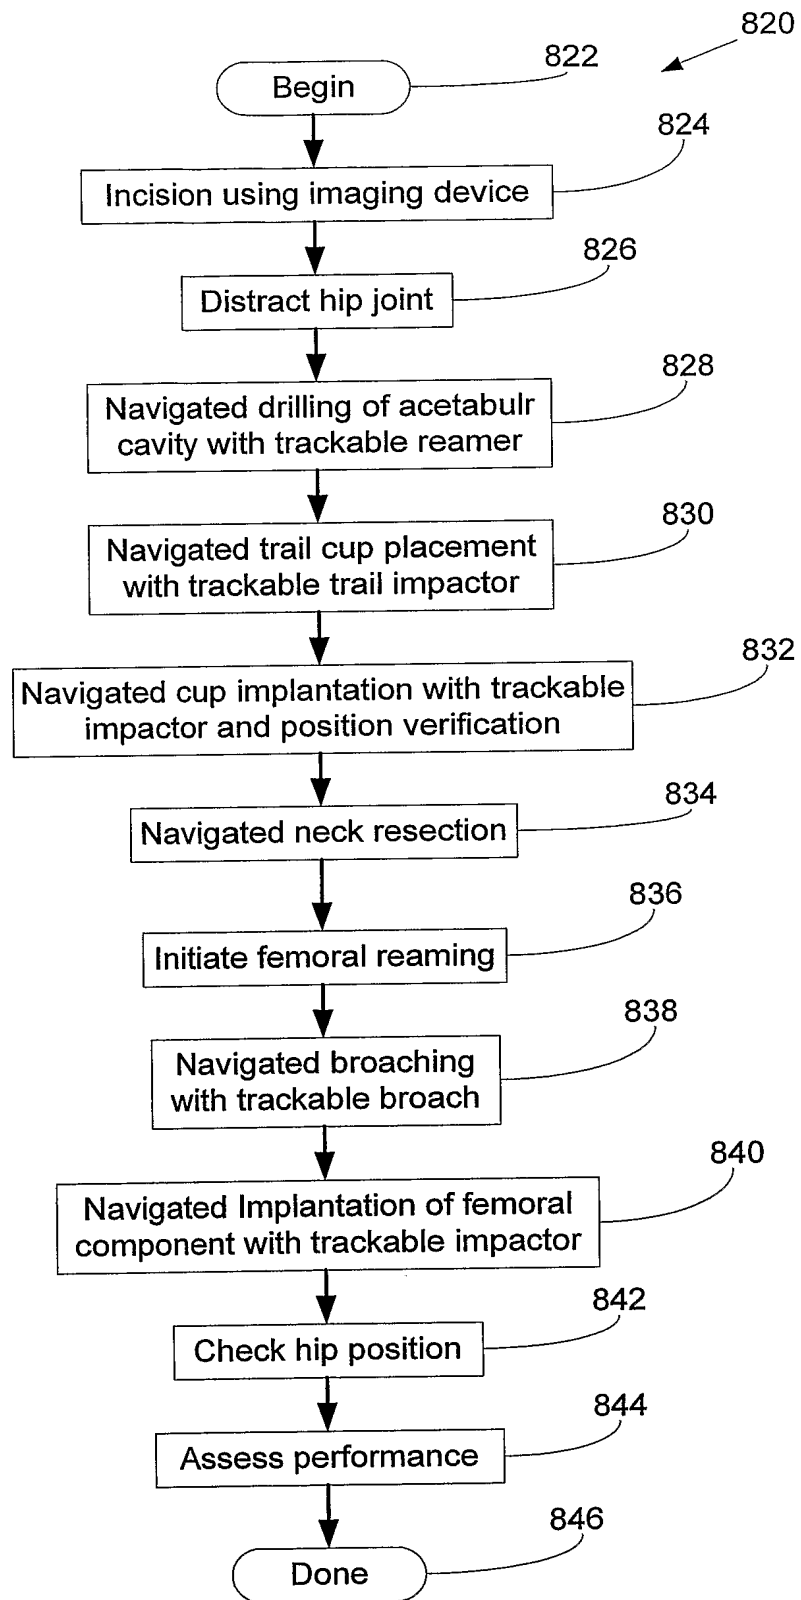 820
822
Begin
824
Incision using imaging device
826
Distract hip joint
828
Navigated drilling of acetabulr
cavity with trackable reamer
830
Navigated trail cup placement
with trackable trail impactor
832
Navigated cup implantation with trackable
impactor and position verification
834
Navigated neck resection
836
Initiate femoral reaming
838
Navigated broaching
with trackable broach
840
Navigated Implantation of femoral
component with trackable impactor
842
Check hip position
844
Assess performance
846
Done